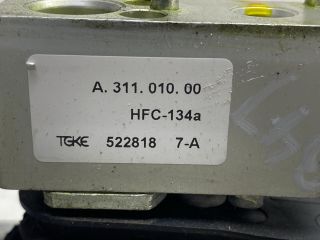 A. 311. 010. 00
HFC-134a
TGKE 522818 7-A